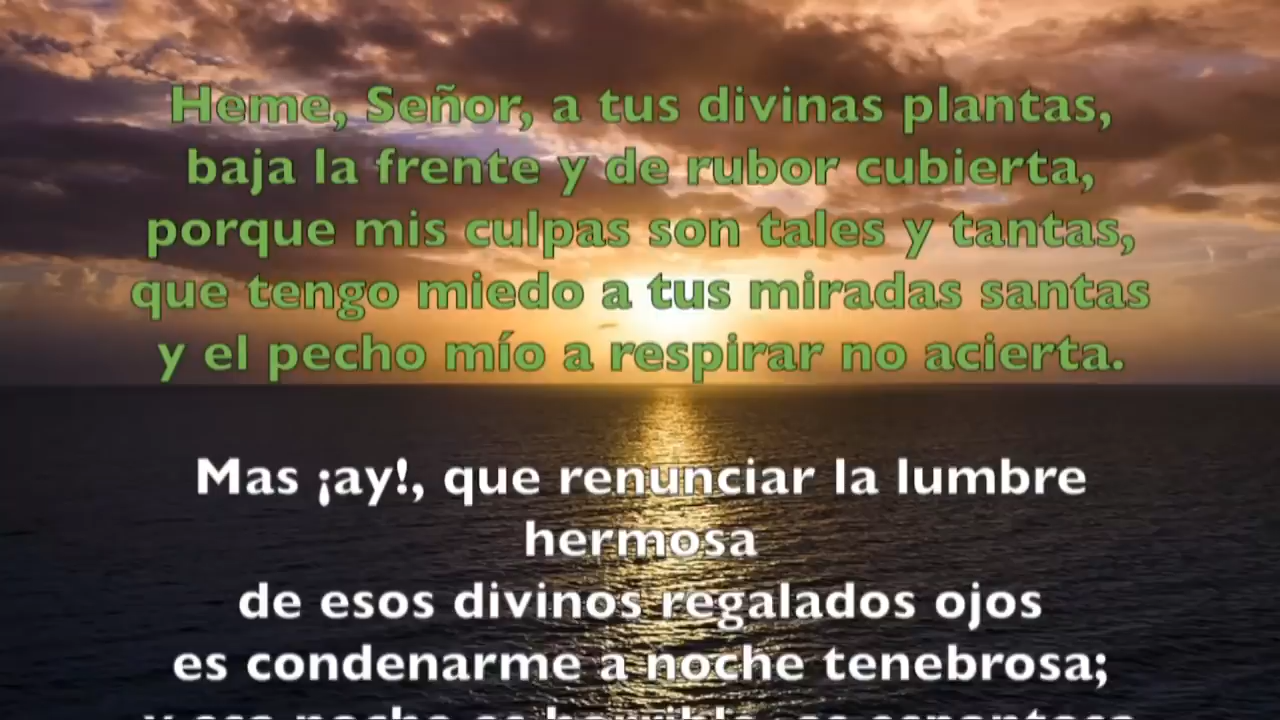 Heme, Señor, a tus divinas plantas,
baja la frente y de rubor cubierta,
porque mis culpas son tales y tantas,
que tengo miedo a tus miradas santas
y el pecho mío a respirar no acierta.
Mas ¡ay!, que renunciar la lumbre
hermosa
de esos divinos regalados ojos
es condenarme a noche tenebrosa;